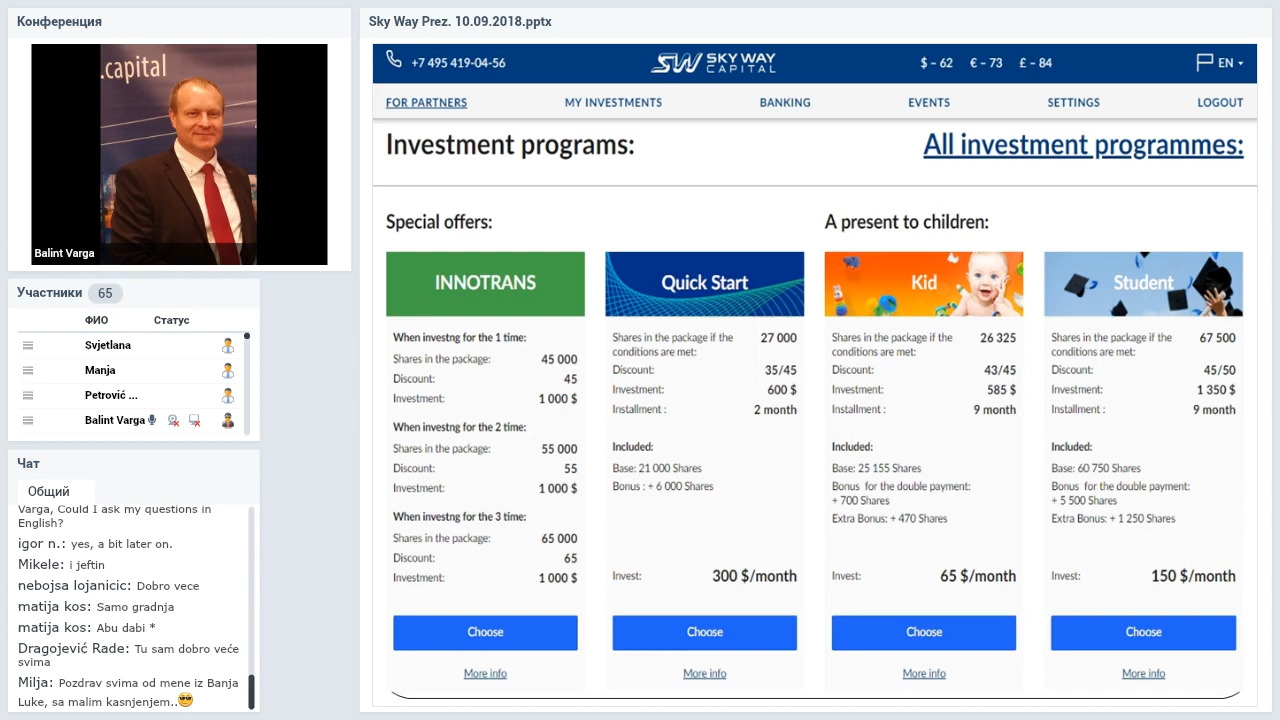 Конференция
.capital
Balint Varga
Участники 65
ФИО Статус
Svjetlana
Manja
Petrović ...
Balint Varga
Чат
Общий
Varga, Could I ask my questions in
English?
igor n.: yes, a bit later on.
Mikele: i jeftin
nebojsa lojanicic: Dobro vece
matija kos: Samo gradnja
matija kos: Abu dabi *
Dragojević Rade: Tu sam dobro veće
svima
Milja: Pozdrav svima od mene iz Banja
Luke, sa malim kasnjenjem..
Sky Way Prez. 10.09.2018.pptx
+7 495 419-04-56
SW SKY WAY
CAPITAL
$ – 62 € – 73 £ – 84
EN
FOR PARTNERS MY INVESTMENTS BANKING EVENTS SETTINGS LOGOUT
Investment programs:
All investment programmes:
Special offers:
A present to children:
INNOTRANS
When investng for the 1 time:
Shares in the package: 45 000
Discount: 45
Investment: 1 000 $
When investng for the 2 time:
Shares in the package: 55 000
Discount: 55
Investment: 1 000 $
When investng for the 3 time:
Shares in the package: 65 000
Discount: 65
Investment: 1 000 $
Choose
More info
Quick Start
Shares in the package if the 27 000
conditions are met:
Discount: 35/45
Investment: 600 $
Installment : 2 month
Included:
Base: 21 000 Shares
Bonus : + 6 000 Shares
Invest: 300 $/month
Choose
More info
Kid
Shares in the package if the 26 325
conditions are met:
Discount: 43/45
Investment: 585 $
Installment : 9 month
Included:
Base: 25 155 Shares
Bonus for the double payment:
+ 700 Shares
Extra Bonus: + 470 Shares
Invest: 65 $/month
Choose
More info
Student
Shares in the package if the 67 500
conditions are met:
Discount: 45/50
Investment: 1 350 $
Installment : 9 month
Included:
Base: 60 750 Shares
Bonus for the double payment:
+ 5 500 Shares
Extra Bonus: + 1 250 Shares
Invest: 150 $/month
Choose
More info